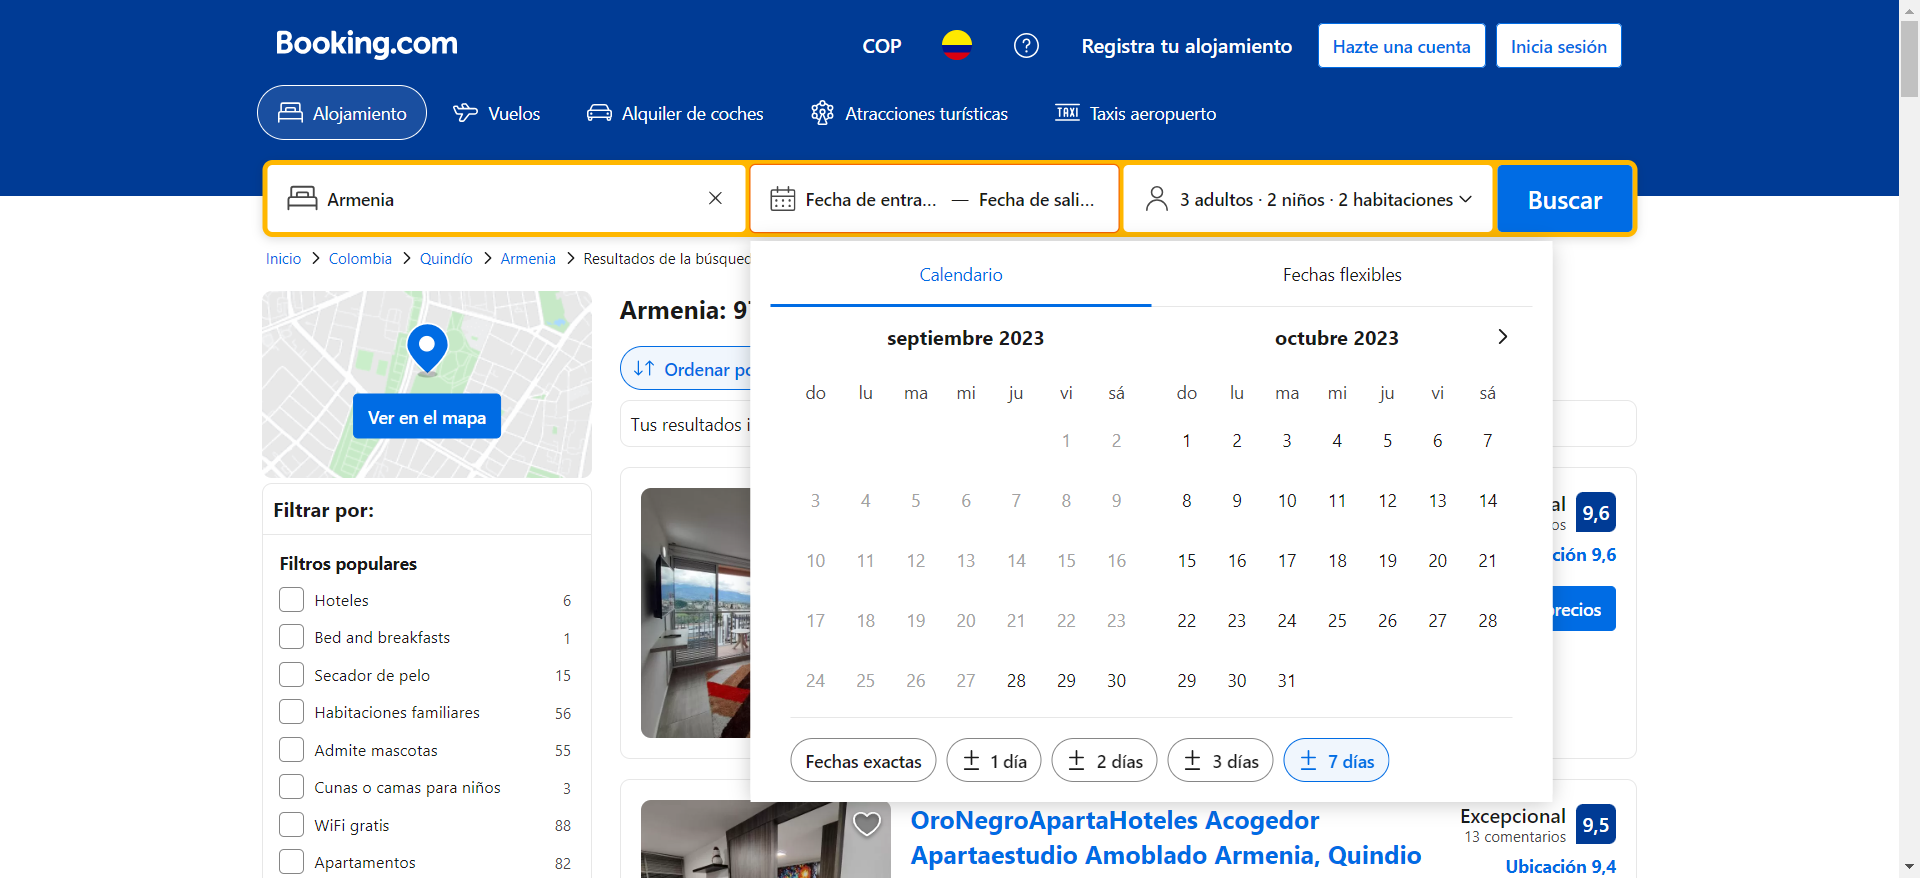 Booking.com
COP
Registra tu alojamiento
Hazte una cuenta
Inicia sesión
Alojamiento
Vuelos
Alquiler de coches
Atracciones turísticas
TAXI
Taxis aeropuerto
Armenia
Fecha de entra... — Fecha de sali...
3 adultos · 2 niños · 2 habitaciones
Buscar
Inicio
Colombia
Quindío
Armenia
Resultados de la
Calendario
Fechas flexibles
Ver en el mapa
Armenia:
Ordenar
Tus resultados
septiembre 2023
do lu ma mi ju vi sá
1 2
3 4 5 6 7 8 9
10 11 12 13 14 15 16
17 18 19 20 21 22 23
24 25 26 27 28 29 30
octubre 2023
do lu ma mi ju vi sá
1 2 3 4 5 6 7
8 9 10 11 12 13 14
15 16 17 18 19 20 21
22 23 24 25 26 27 28
29 30 31
Fechas exactas
± 1 día
± 2 días
± 3 días
± 7 días
Filtrar por:
Filtros populares
Hoteles 6
Bed and breakfasts 1
Secador de pelo 15
Habitaciones familiares 56
Admite mascotas 55
Cunas o camas para niños 3
WiFi gratis 88
Apartamentos 82
9,6
9,6
OroNegroApartaHoteles Acogedor
Apartaestudio Amoblado Armenia, Quindio
Excepcional
13 comentarios
9,5
Ubicación 9,4